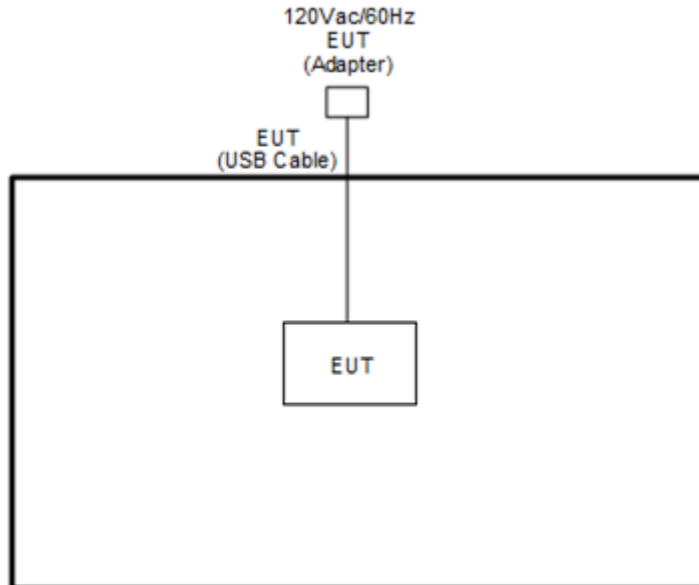 120Vac/60Hz
EUT
(Adapter)
EUT
(USB Cable)
EUT